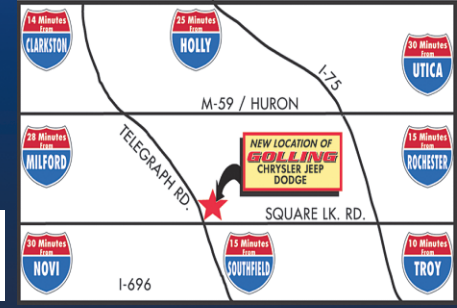 14 Minutes
From
CLARKSTON
25 Minutes
From
HOLLY
30 Minutes
From
UTICA
I-75
M-59 / HURON
28 Minutes
From
MILFORD
TELEGRAPH RD.
NEW LOCATION OF
GOLLING
CHRYSLER JEEP
DODGE
15 Minutes
From
ROCHESTER
SQUARE LK. RD.
30 Minutes
From
NOVI
I-696
15 Minutes
From
SOUTHFIELD
10 Minutes
From
TROY